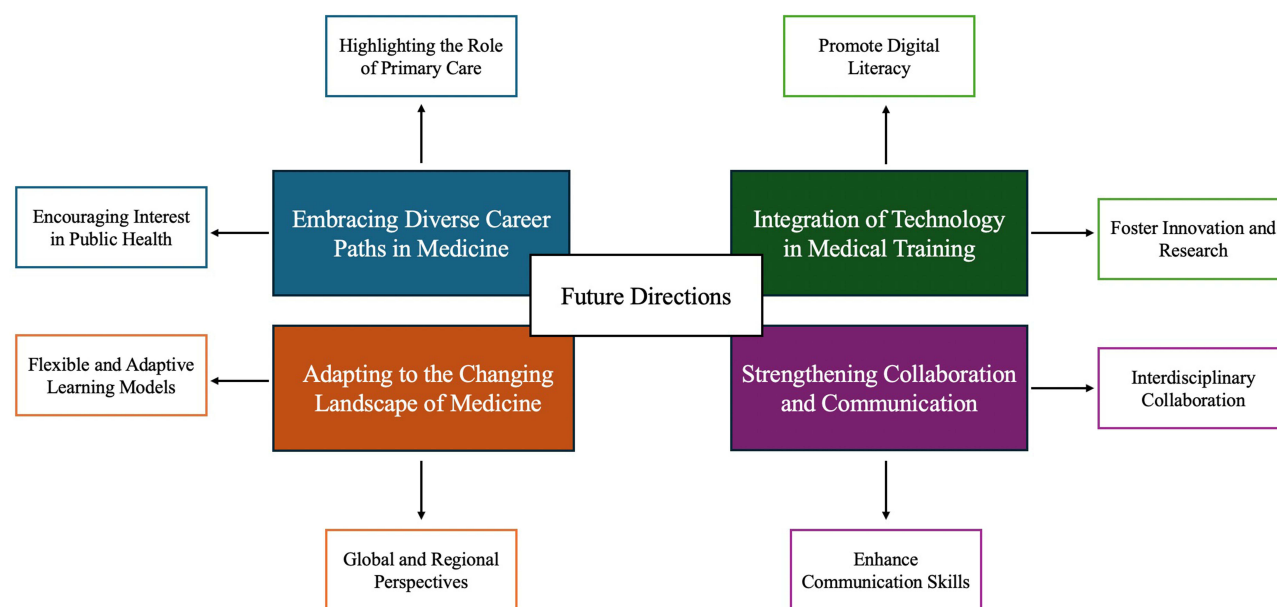 Highlighting the Role
of Primary Care
Promote Digital
Literacy
Encouraging Interest
in Public Health
Embracing Diverse Career
Paths in Medicine
Integration of Technology
in Medical Training
Foster Innovation and
Research
Future Directions
Flexible and Adaptive
Learning Models
Adapting to the Changing
Landscape of Medicine
Strengthening Collaboration
and Communication
Interdisciplinary
Collaboration
Global and Regional
Perspectives
Enhance
Communication Skills